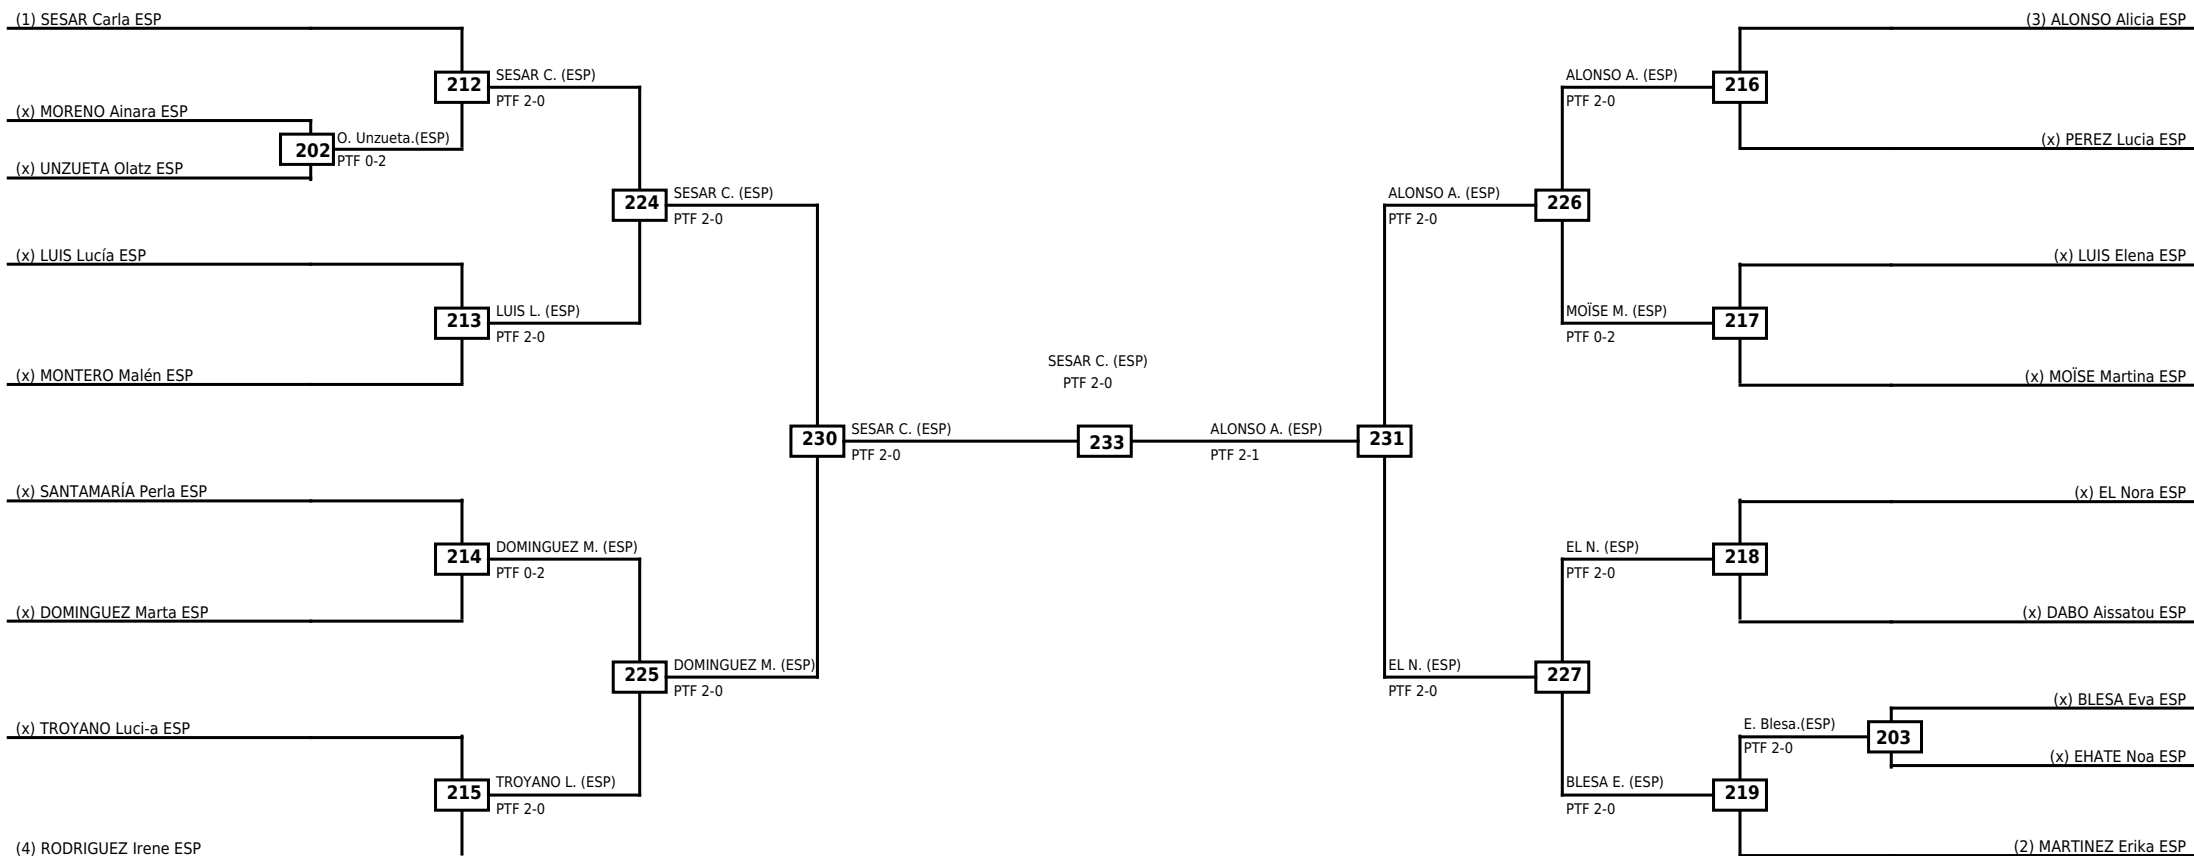 (1) SESAR Carla ESP
(3) ALONSO Alicia ESP
212
SESAR C. (ESP)
PTF 2-0
ALONSO A. (ESP)
PTF 2-0
216
(x) MORENO Ainara ESP
202
O. Unzueta.(ESP)
PTF 0-2
(x) UNZUETA Olatz ESP
(x) PEREZ Lucia ESP
224
SESAR C. (ESP)
PTF 2-0
ALONSO A. (ESP)
PTF 2-0
226
(x) LUIS Lucía ESP
(x) LUIS Elena ESP
213
LUIS L. (ESP)
PTF 2-0
MOÏSE M. (ESP)
PTF 0-2
217
(x) MONTERO Malén ESP
(x) MOÏSE Martina ESP
SESAR C. (ESP)
PTF 2-0
230
SESAR C. (ESP)
PTF 2-0
233
ALONSO A. (ESP)
PTF 2-1
231
(x) SANTAMARÍA Perla ESP
(x) EL Nora ESP
214
DOMINGUEZ M. (ESP)
PTF 0-2
EL N. (ESP)
PTF 2-0
218
(x) DOMINGUEZ Marta ESP
(x) DABO Aissatou ESP
225
DOMINGUEZ M. (ESP)
PTF 2-0
EL N. (ESP)
PTF 2-0
227
(x) TROYANO Luci-a ESP
(x) BLESA Eva ESP
E. Blesa.(ESP)
PTF 2-0
203
(x) EHATE Noa ESP
215
TROYANO L. (ESP)
PTF 2-0
BLESA E. (ESP)
PTF 2-0
219
(4) RODRIGUEZ Irene ESP
(2) MARTINEZ Erika ESP